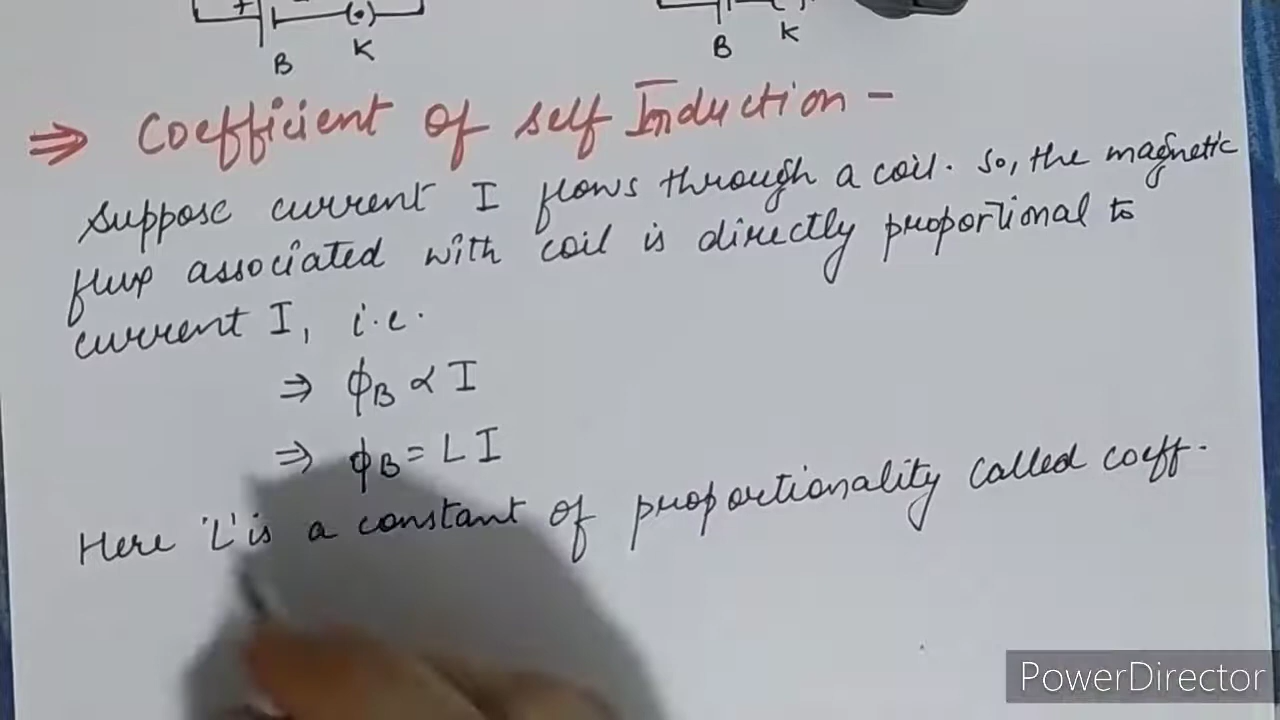 +
B K B K
⇒ Coefficient of self Induction -
Suppose current I flows through a coil. So, the magnetic
flux associated with coil is directly proportional to
current I, i.e.
⇒ ϕB ∝ I
⇒ ϕB = L I
Here 'L' is a constant of proportionality called coeff.
PowerDirector